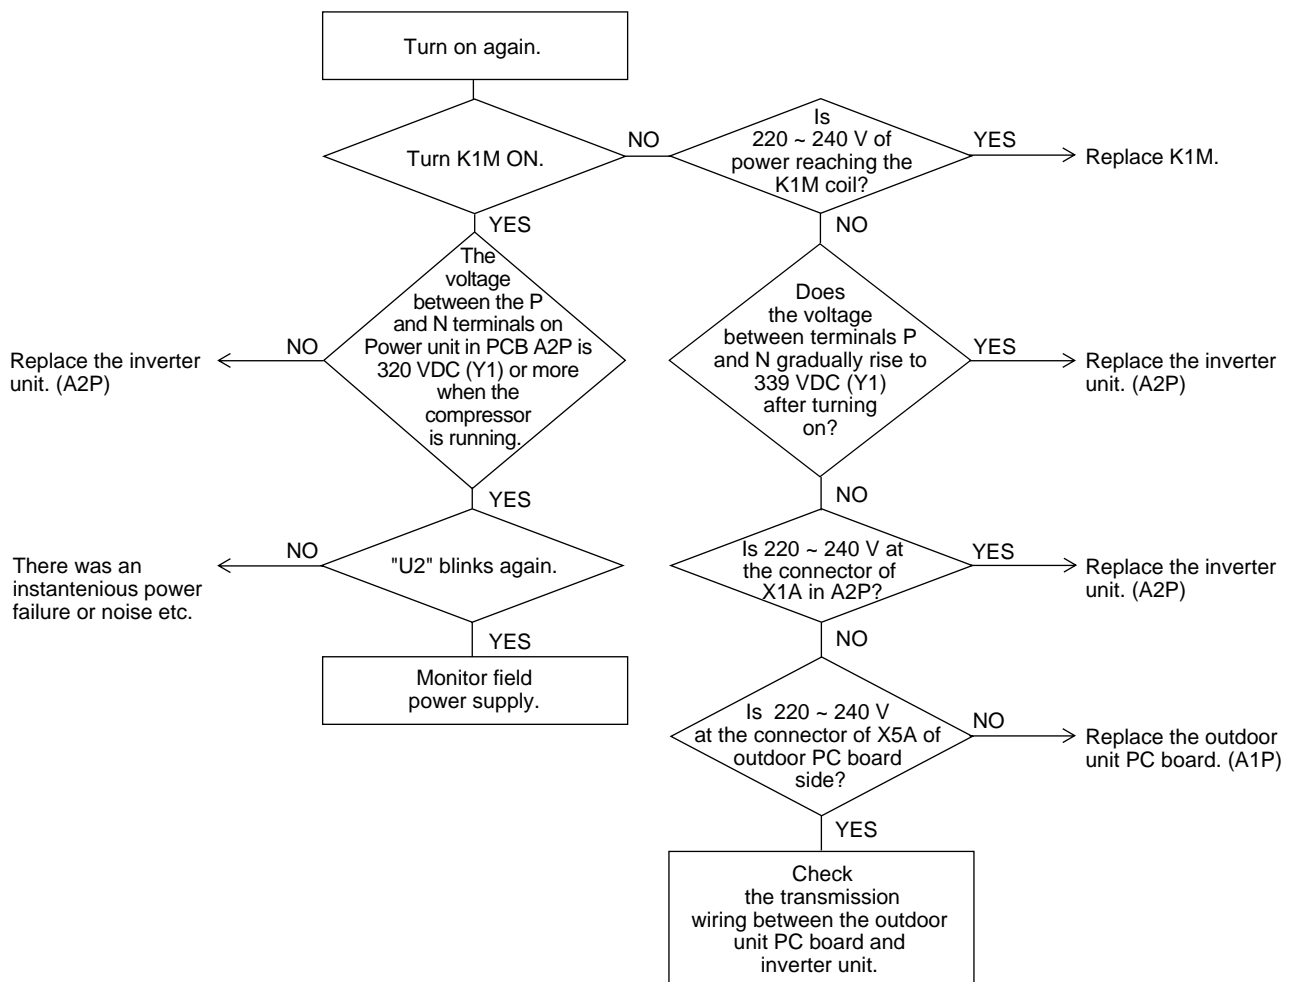 Turn on again.
Turn K1M ON.
NO
Is
220 ~ 240 V of
power reaching the
K1M coil?
YES
Replace K1M.
YES
NO
The
voltage
between the P
and N terminals on
Power unit in PCB A2P is
320 VDC (Y1) or more
when the
compressor
is running.
NO
Replace the inverter
unit. (A2P)
Does
the voltage
between terminals P
and N gradually rise to
339 VDC (Y1)
after turning
on?
YES
Replace the inverter
unit. (A2P)
YES
NO
"U2" blinks again.
NO
There was an
instantenious power
failure or noise etc.
Is 220 ~ 240 V at
the connector of
X1A in A2P?
YES
Replace the inverter
unit. (A2P)
YES
NO
Monitor field
power supply.
Is 220 ~ 240 V
at the connector of X5A of
outdoor PC board
side?
NO
Replace the outdoor
unit PC board. (A1P)
YES
Check
the transmission
wiring between the outdoor
unit PC board and
inverter unit.